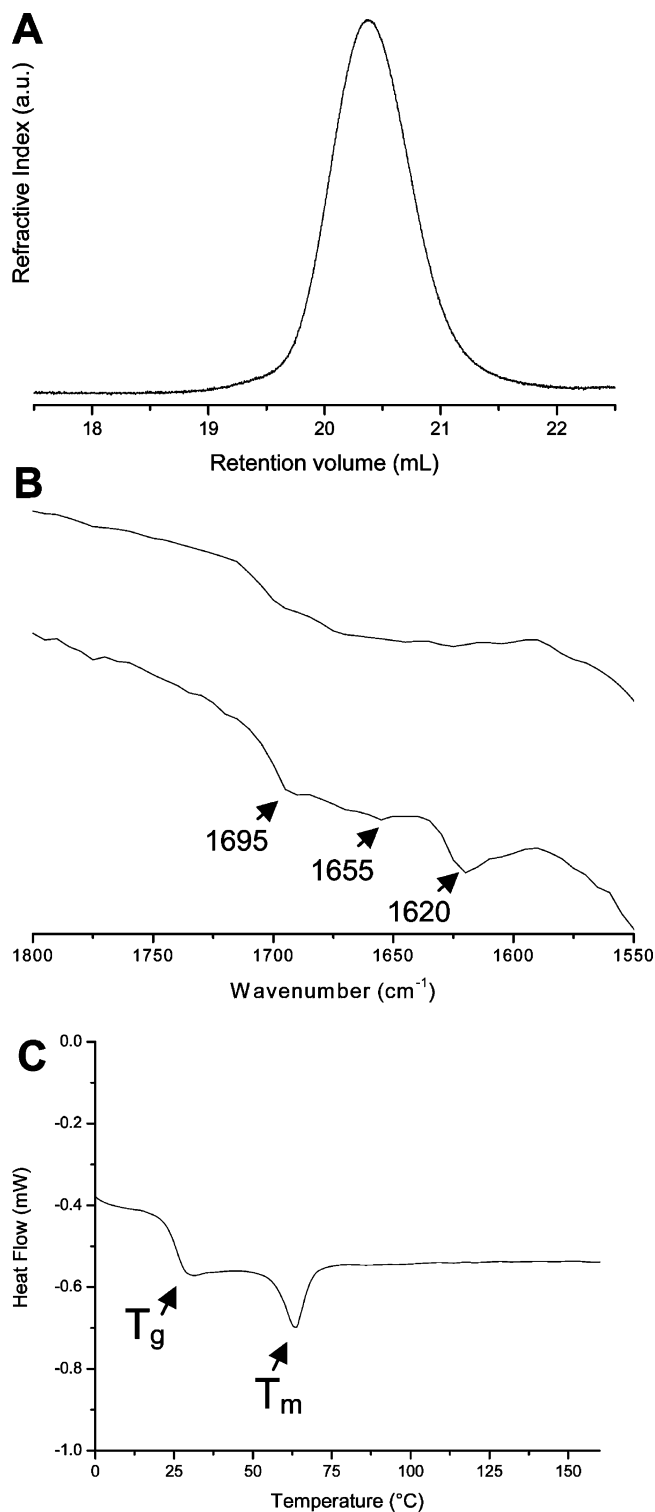 A
Refractive Index (a.u.)
18 19 20 21 22
Retention volume (mL)
B
1695
1655
1620
1800 1750 1700 1650 1600 1550
Wavenumber (cm⁻¹)
C
0.0
-0.2
-0.4
-0.6
-0.8
-1.0
Heat Flow (mW)
Tg
Tm
0 25 50 75 100 125 150
Temperature (°C)